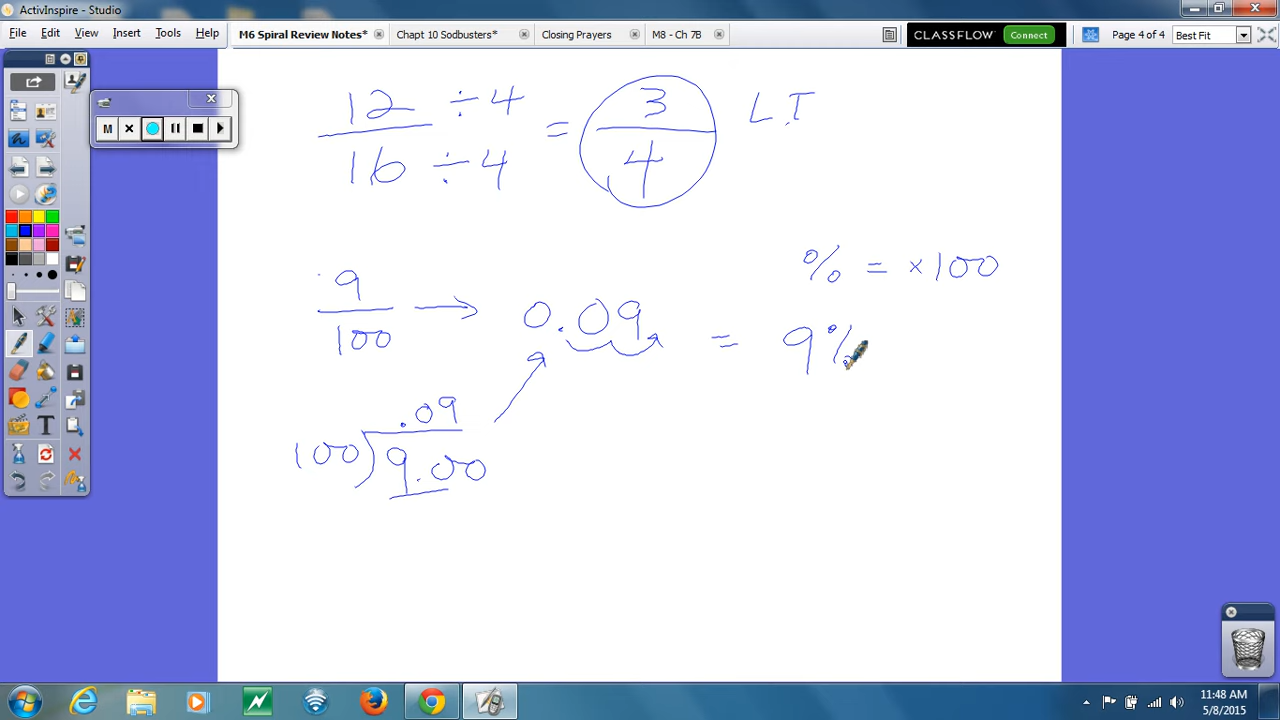 ActivInspire - Studio
File Edit View Insert Tools Help
M6 Spiral Review Notes* Chapt 10 Sodbusters* Closing Prayers M8 - Ch 7B
CLASSFLOW Connect
Page 4 of 4 Best Fit
M
12 ÷4
16 ÷4
= 3/4
L.T
% = ×100
9/100 → 0.09 = 9%
.09
100) 9.00
T
11:48 AM
5/8/2015